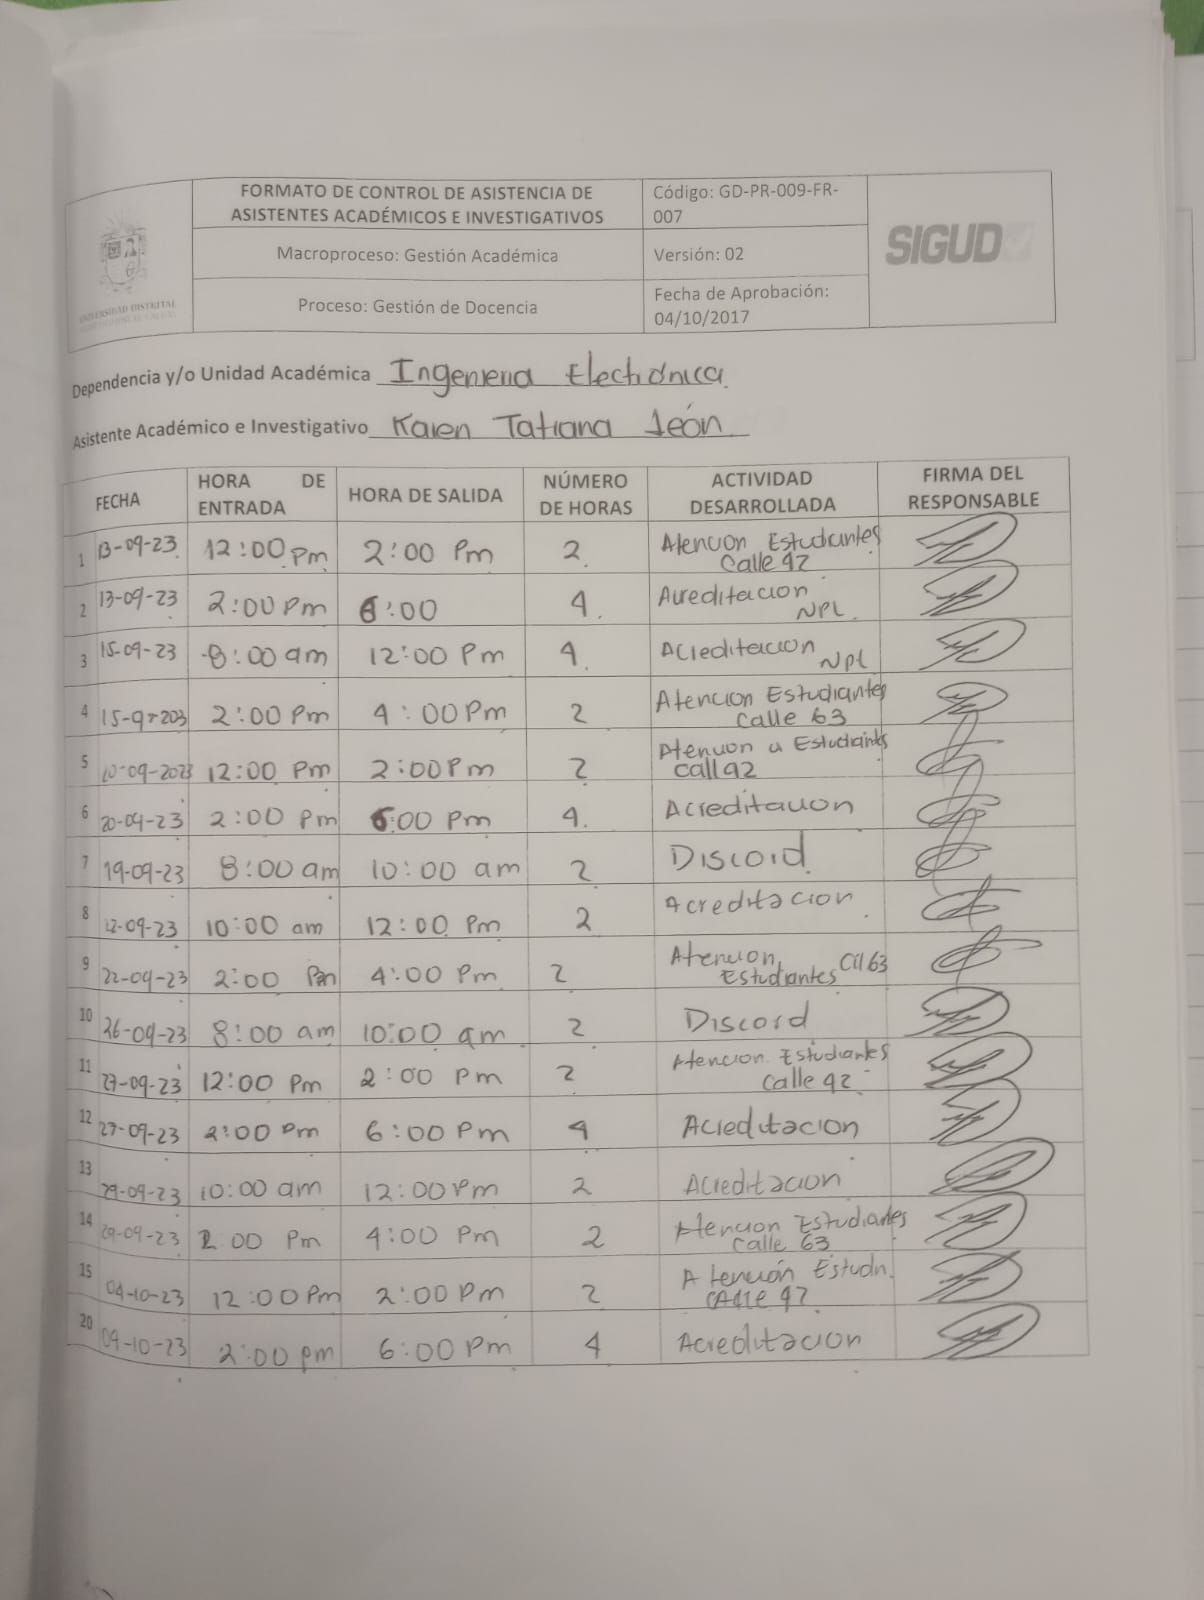 FORMATO DE CONTROL DE ASISTENCIA DE
ASISTENTES ACADÉMICOS E INVESTIGATIVOS
Código: GD-PR-009-FR-
007
Macroproceso: Gestión Académica
Versión: 02
Proceso: Gestión de Docencia
Fecha de Aprobación:
04/10/2017
SIGUD
UNIVERSIDAD DISTRITAL
Dependencia y/o Unidad Académica Ingenieria Electrónica
Asistente Académico e Investigativo Karen Tatiana León
FECHA HORA DE ENTRADA HORA DE SALIDA NÚMERO DE HORAS ACTIVIDAD DESARROLLADA FIRMA DEL RESPONSABLE
1 13-09-23 12:00 pm 2:00 Pm 2 Atencion Estudiantes Calle 42
2 13-09-23 2:00 Pm 6:00 4. Acreditacion NPL.
3 15-09-23 8:00 am 12:00 Pm 4. Acreditacion NPL
4 15-9-203 2:00 Pm 4:00 Pm 2 Atencion Estudiantes Calle 63
5 20-09-2023 12:00 Pm 2:00 Pm 2 Atencion a Estudiantes Call 42
6 20-09-23 2:00 Pm 6:00 Pm 4. Acreditacion
7 19-09-23 8:00 am 10:00 am 2 Discord
8 22-09-23 10:00 am 12:00 Pm 2 Acreditacion.
9 22-09-23 2:00 Pm 4:00 Pm 2 Atencion Estudiantes Cll 63
10 26-09-23 8:00 am 10:00 am 2 Discord
11 27-09-23 12:00 Pm 2:00 Pm 2 Atencion Estudiantes Calle 42
12 27-09-23 2:00 Pm 6:00 Pm 4 Acreditacion
13 29-09-23 10:00 am 12:00 Pm 2 Acreditacion
14 29-09-23 2 00 Pm 4:00 Pm 2 Atencion Estudiantes Calle 63
15 04-10-23 12:00 Pm 2:00 Pm 2 Atención Estudn. Calle 42
20 04-10-23 2:00 pm 6:00 Pm 4 Acreditacion